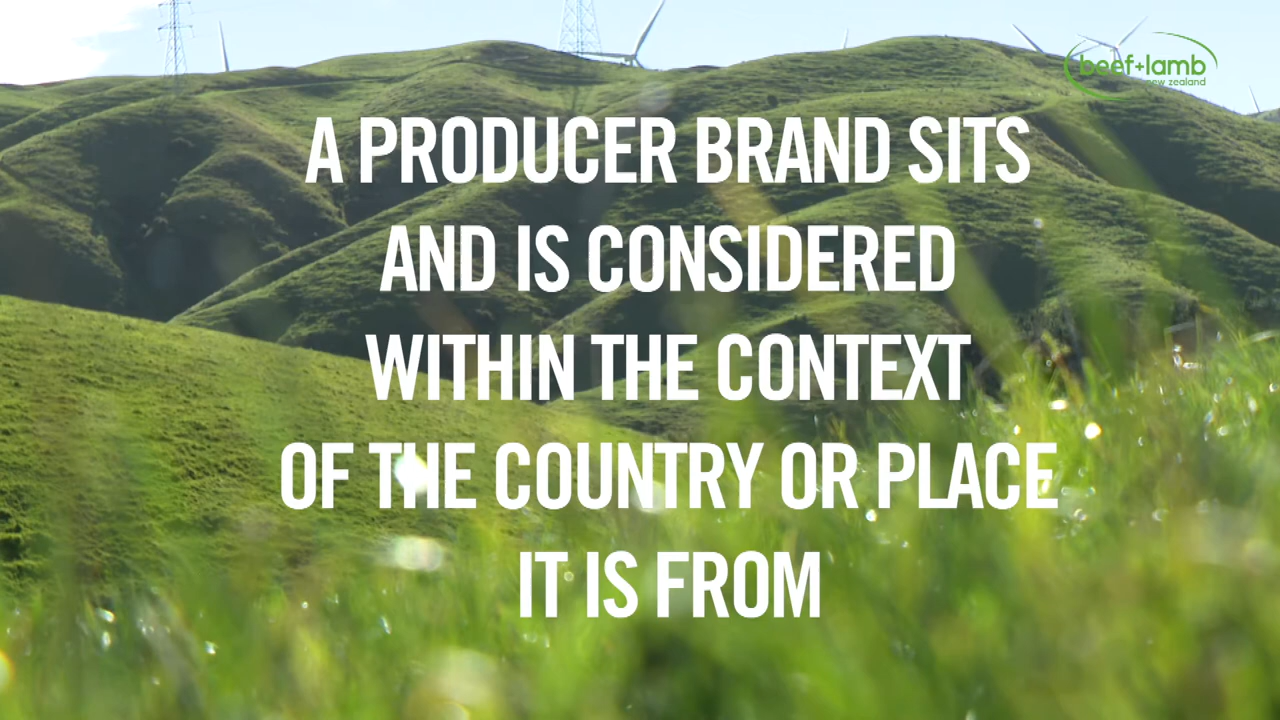 beef+lamb
new zealand
A PRODUCER BRAND SITS
AND IS CONSIDERED
WITHIN THE CONTEXT
OF THE COUNTRY OR PLACE
IT IS FROM